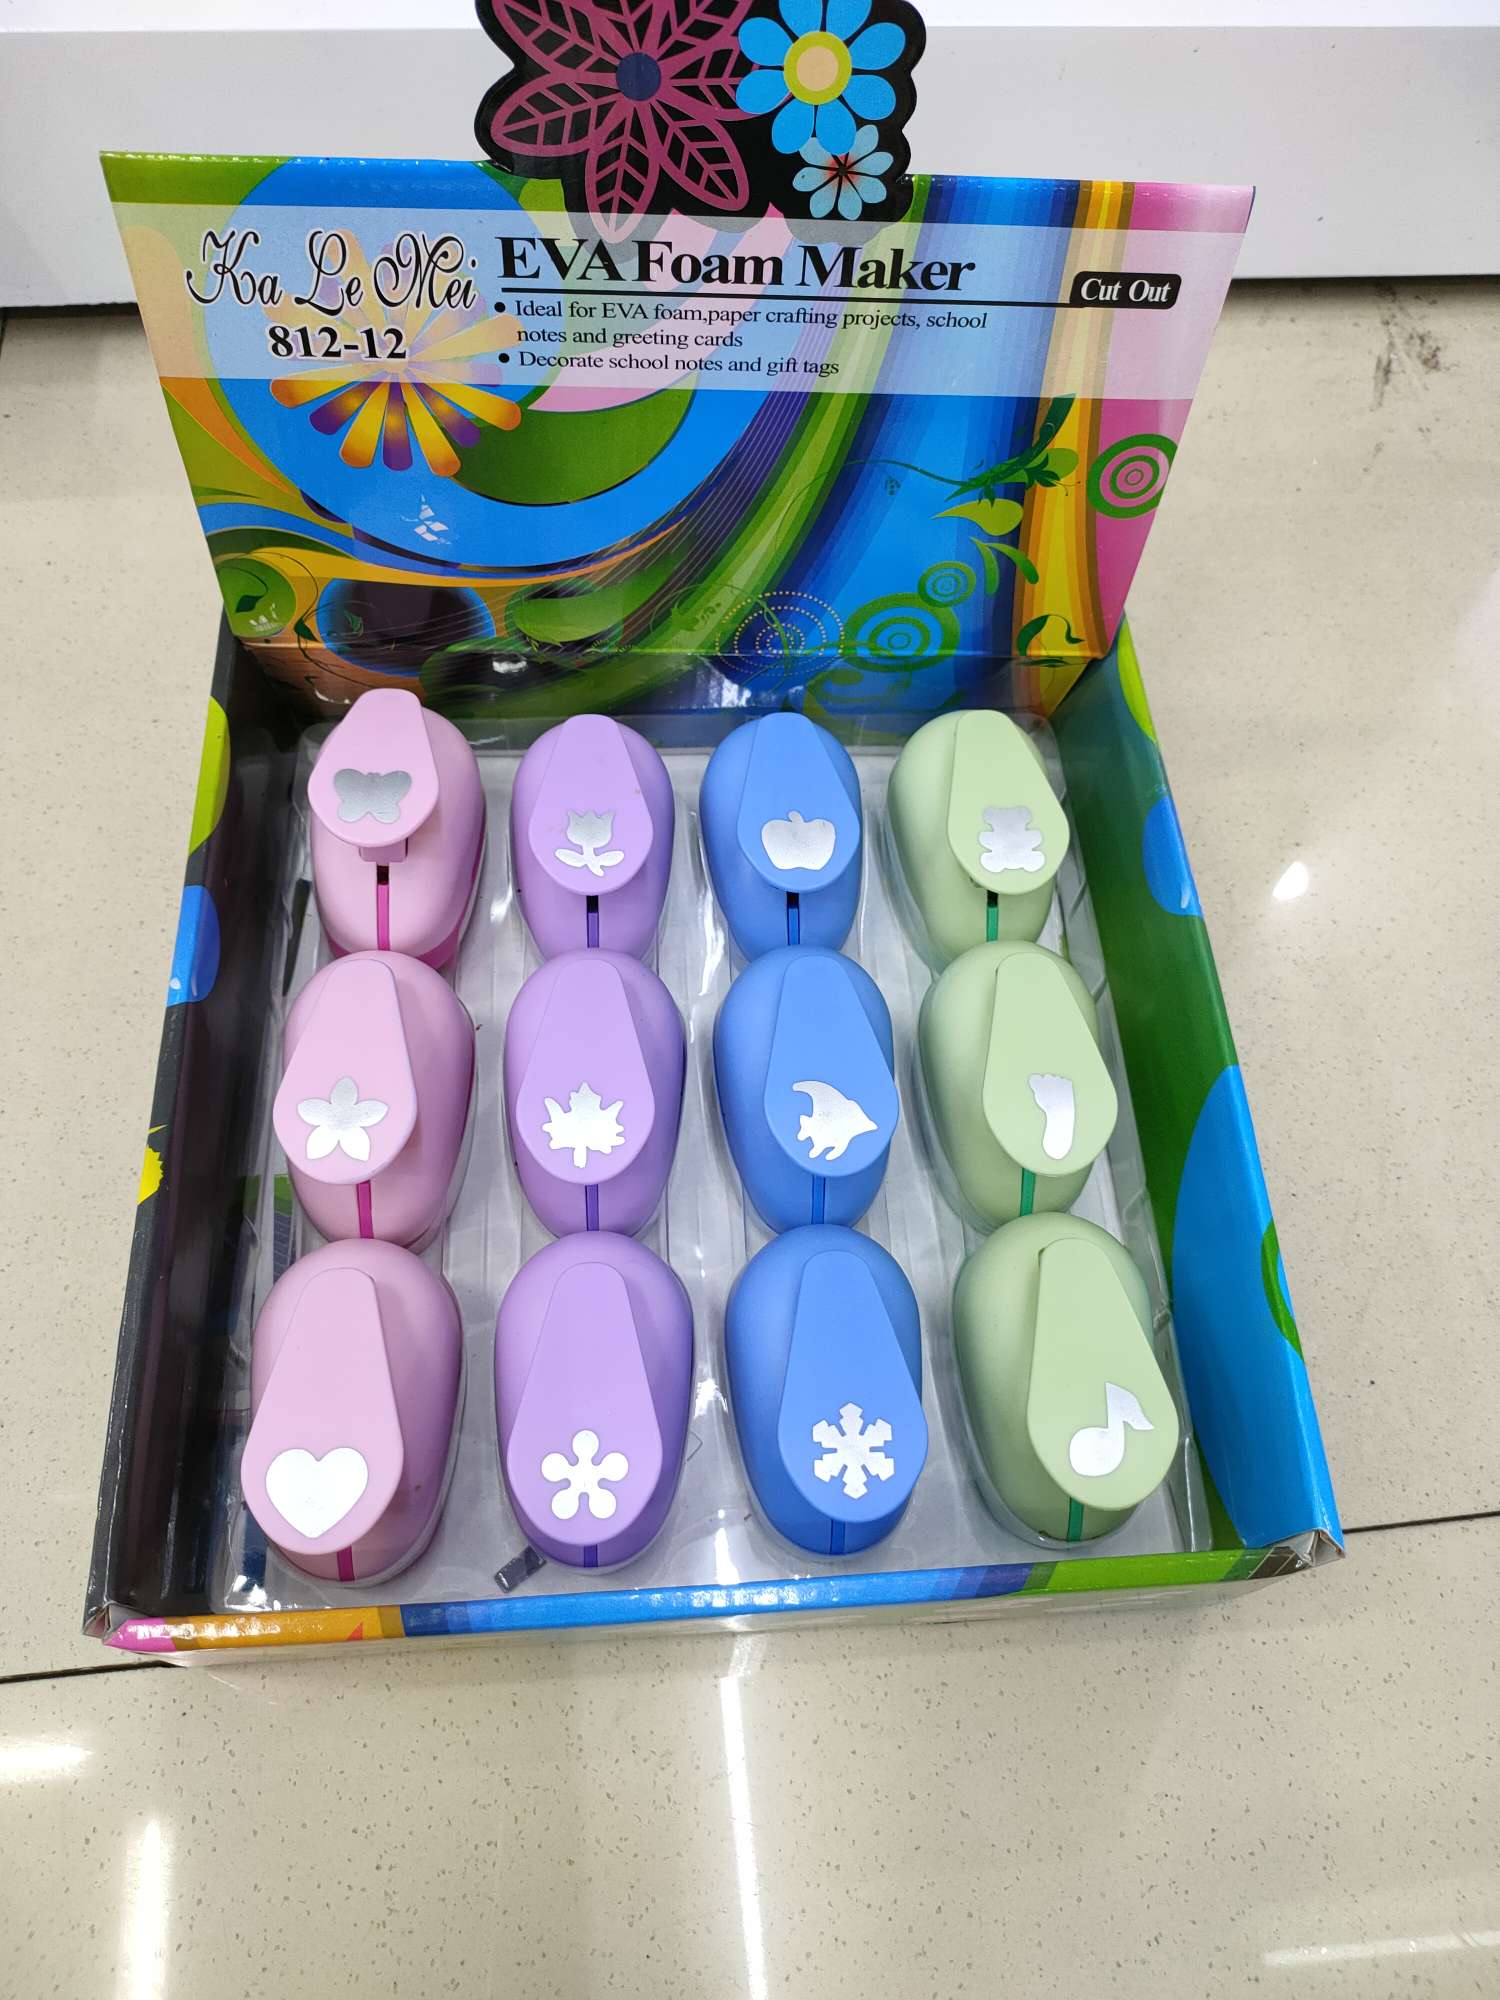 Ka Le Mei
812-12
EVA Foam Maker
Cut Out
• Ideal for EVA foam,paper crafting projects, school
notes and greeting cards
• Decorate school notes and gift tags